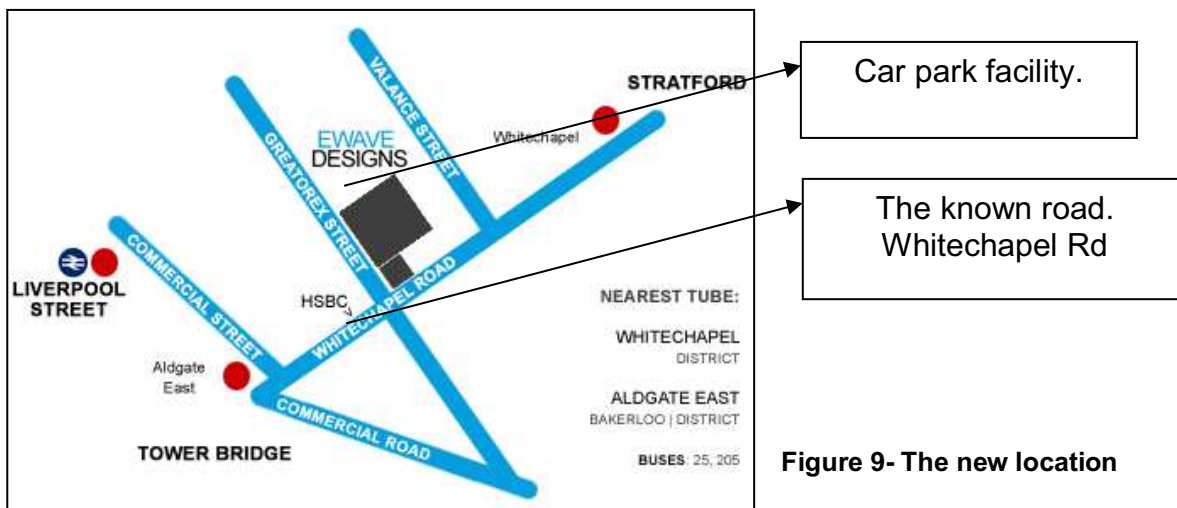 STRATFORD
VALANCE STREET
Whitechapel
GREATOREX STREET
EWAVE
DESIGNS
COMMERCIAL STREET
LIVERPOOL
STREET
HSBC
WHITECHAPEL ROAD
Aldgate
East
COMMERCIAL ROAD
TOWER BRIDGE
NEAREST TUBE:
WHITECHAPEL
DISTRICT
ALDGATE EAST
BAKERLOO | DISTRICT
BUSES: 25, 205
Car park facility.
The known road.
Whitechapel Rd
Figure 9- The new location